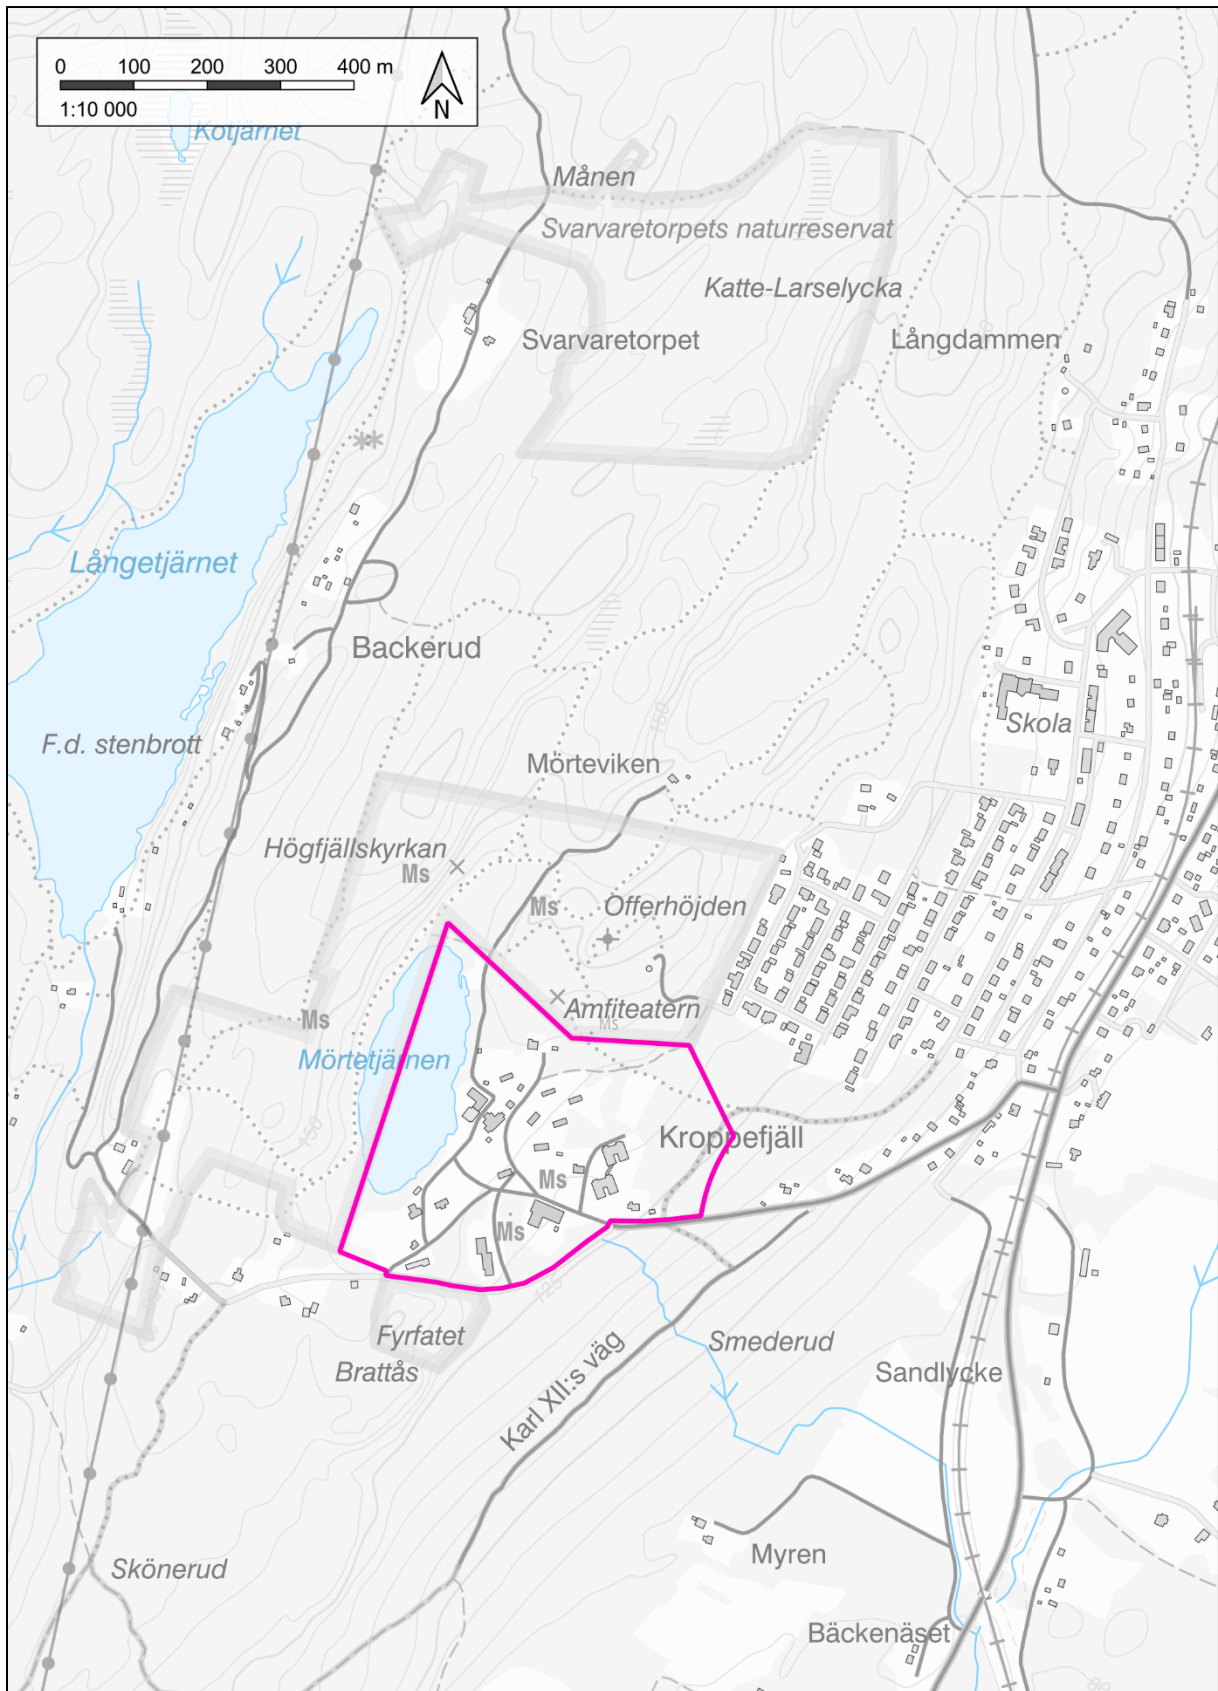 0 100 200 300 400 m
1:10 000
N
Kotjärnet
Månen
Svarvaretorpets naturreservat
Katte-Larselycka
Svarvaretorpet
Långdammen
Långetjärnet
Backerud
150
F.d. stenbrott
Skola
Mörteviken
Högfjällskyrkan
Ms
Ms
Offerhöjden
Amfiteatern
Ms
Ms
Mörtetjärnen
150
Kroppefjäll
Ms
Ms
125
Fyrfatet
Brattås
Karl XII:s väg
Smederud
Sandlycke
Skönerud
Myren
Bäckenäset